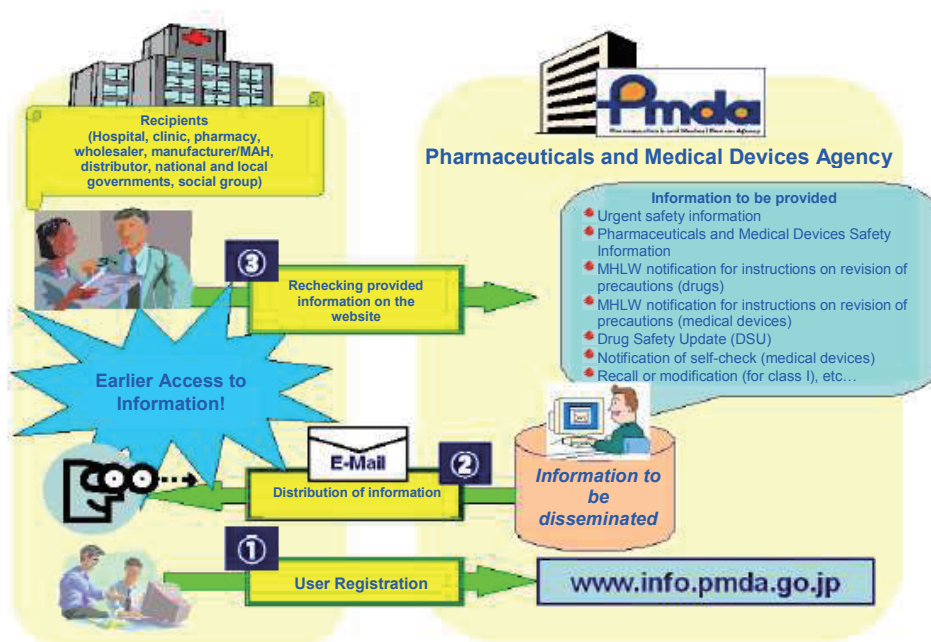 Recipients
(Hospital, clinic, pharmacy,
wholesaler, manufacturer/MAH,
distributor, national and local
governments, social group)
Pmda
Pharmaceuticals and Medical Devices Agency
Pharmaceuticals and Medical Devices Agency
Information to be provided
Urgent safety information
Pharmaceuticals and Medical Devices Safety
Information
MHLW notification for instructions on revision of
precautions (drugs)
MHLW notification for instructions on revision of
precautions (medical devices)
Drug Safety Update (DSU)
Notification of self-check (medical devices)
Recall or modification (for class I), etc…
③
Rechecking provided
information on the
website
Earlier Access to
Information!
E-Mail
②
Distribution of information
Information to
be
disseminated
①
User Registration
www.info.pmda.go.jp